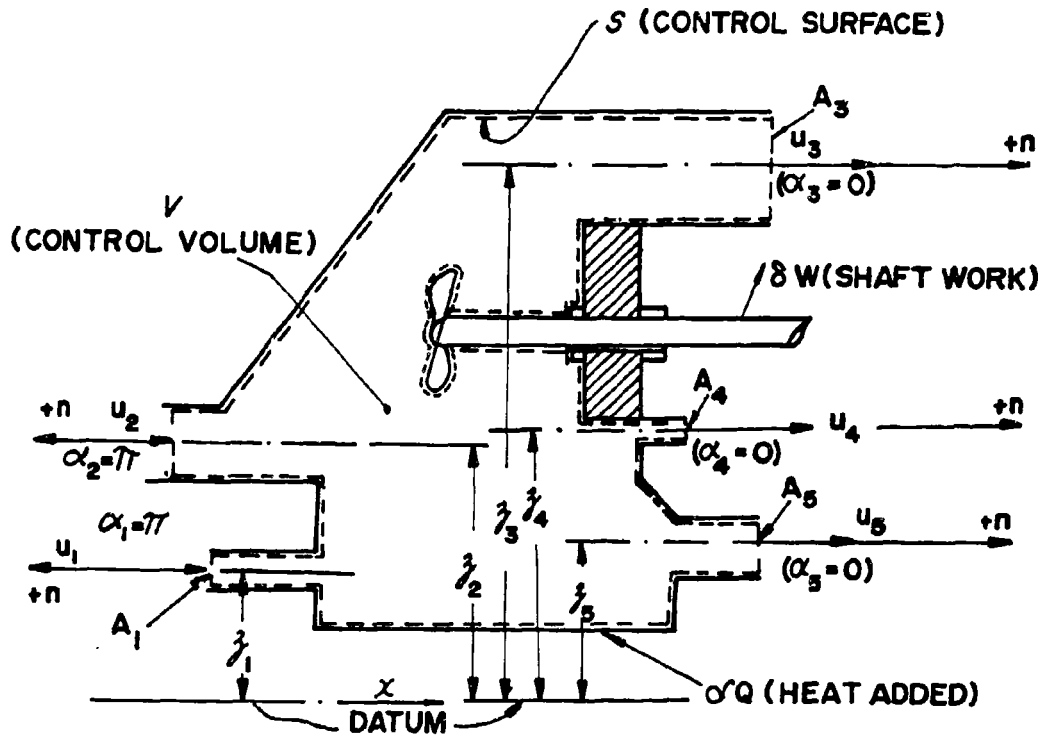 S (CONTROL SURFACE)
A₃
u₃
+n
(α₃=0)
V
(CONTROL VOLUME)
δW(SHAFT WORK)
A₄
+n
u₂
α₂=π
u₄
+n
(α₄=0)
A₅
α₁=π
z₃
z₄
u₅
+n
u₁
+n
z₂
z₅
(α₅=0)
A₁
z₁
x
DATUM
δQ (HEAT ADDED)